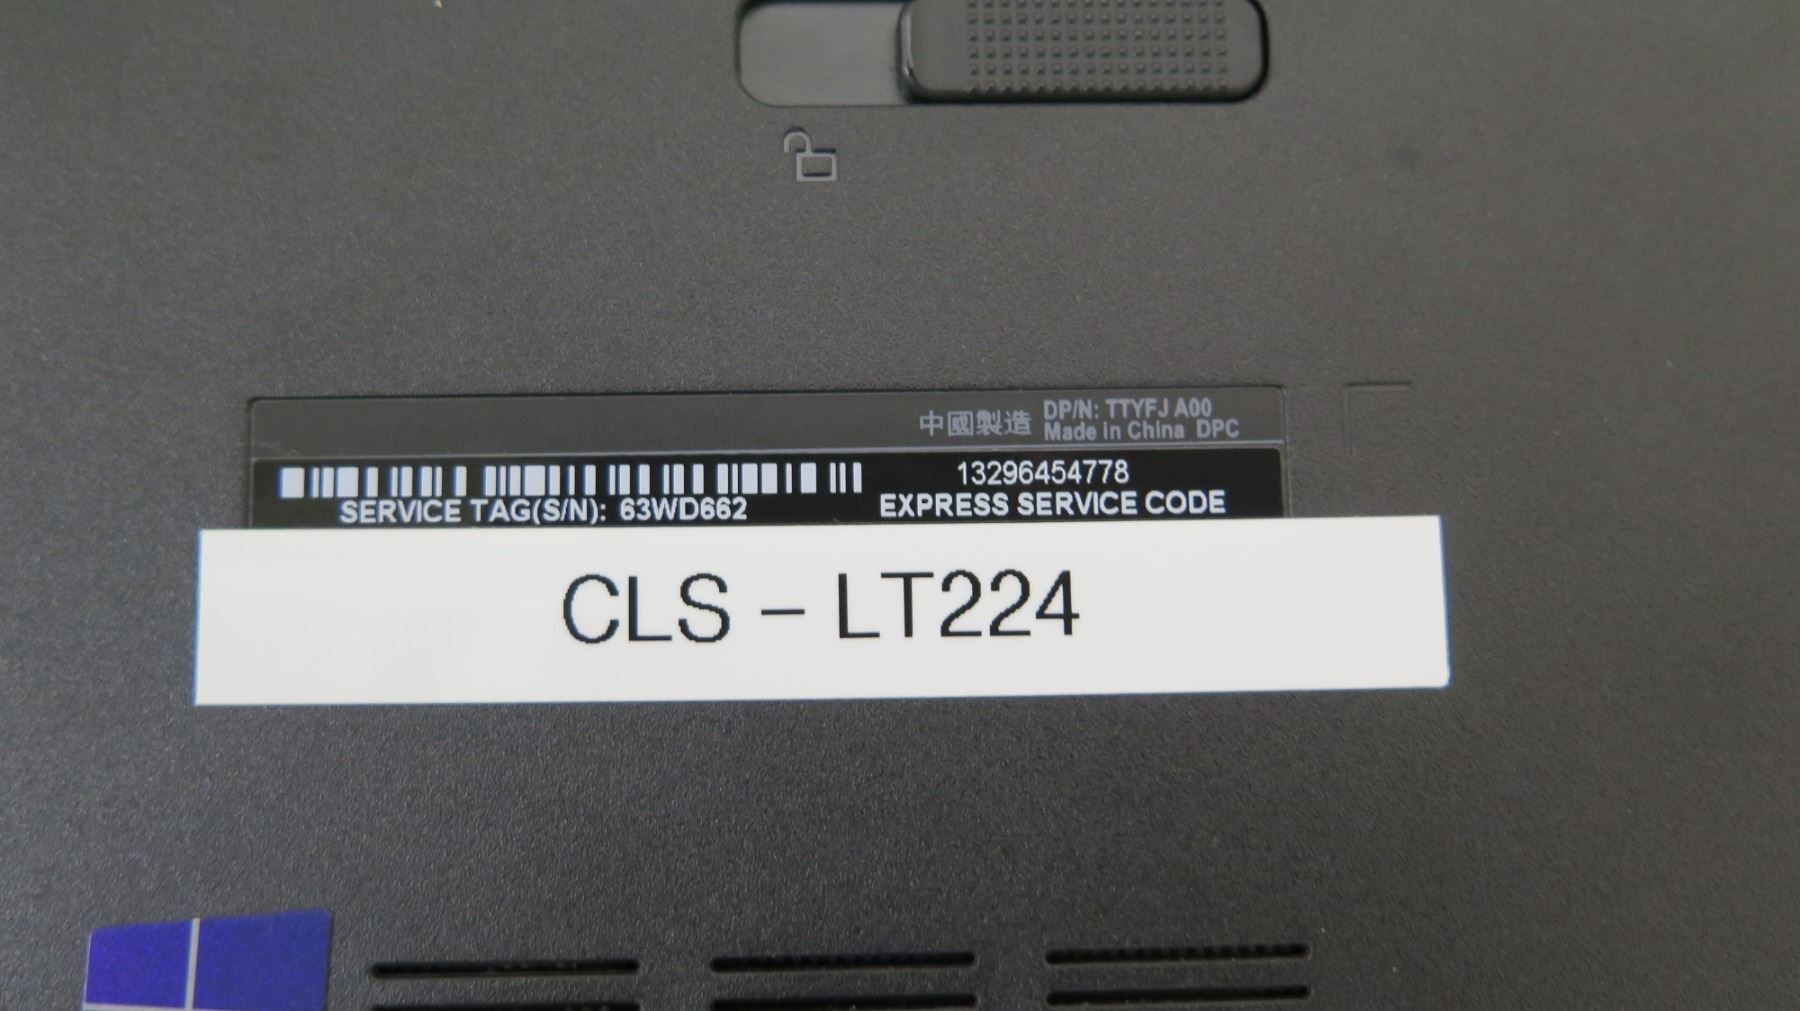 中國製造 DP/N: TTYFJ A00
Made In China DPC
13296454778
SERVICE TAG(S/N): 63WD662 EXPRESS SERVICE CODE
CLS - LT224